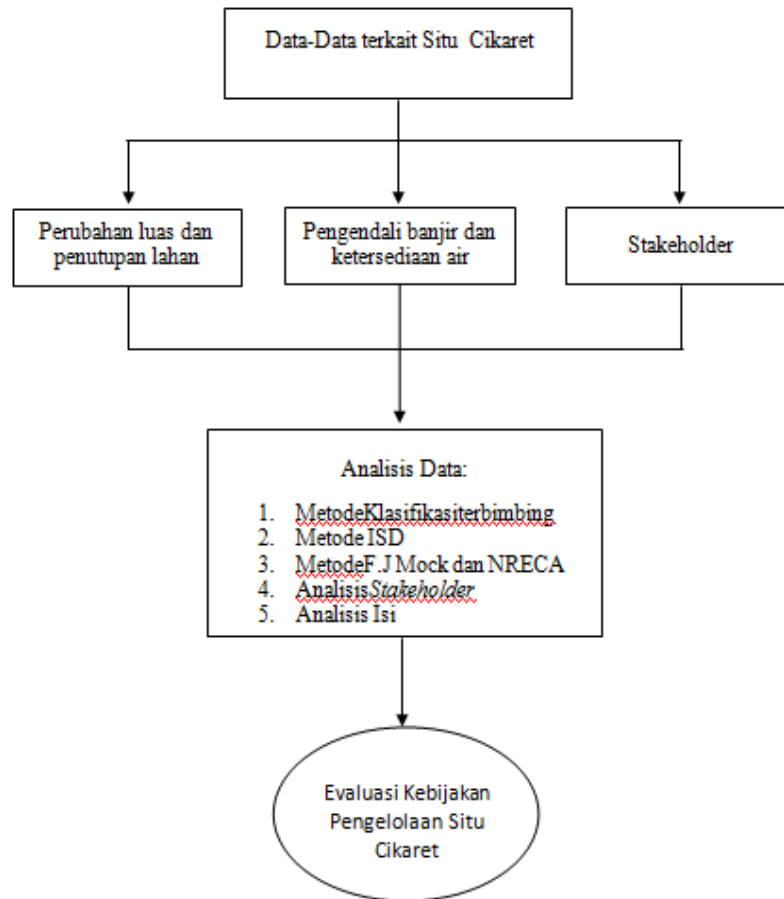 Data-Data terkait Situ Cikaret
Perubahan luas dan
penutupan lahan
Pengendali banjir dan
ketersediaan air
Stakeholder
Analisis Data:
1. MetodeKlasifikasiterbimbing
2. Metode ISD
3. MetodeF.J Mock dan NRECA
4. AnalisisStakeholder
5. Analisis Isi
Evaluasi Kebijakan
Pengelolaan Situ
Cikaret